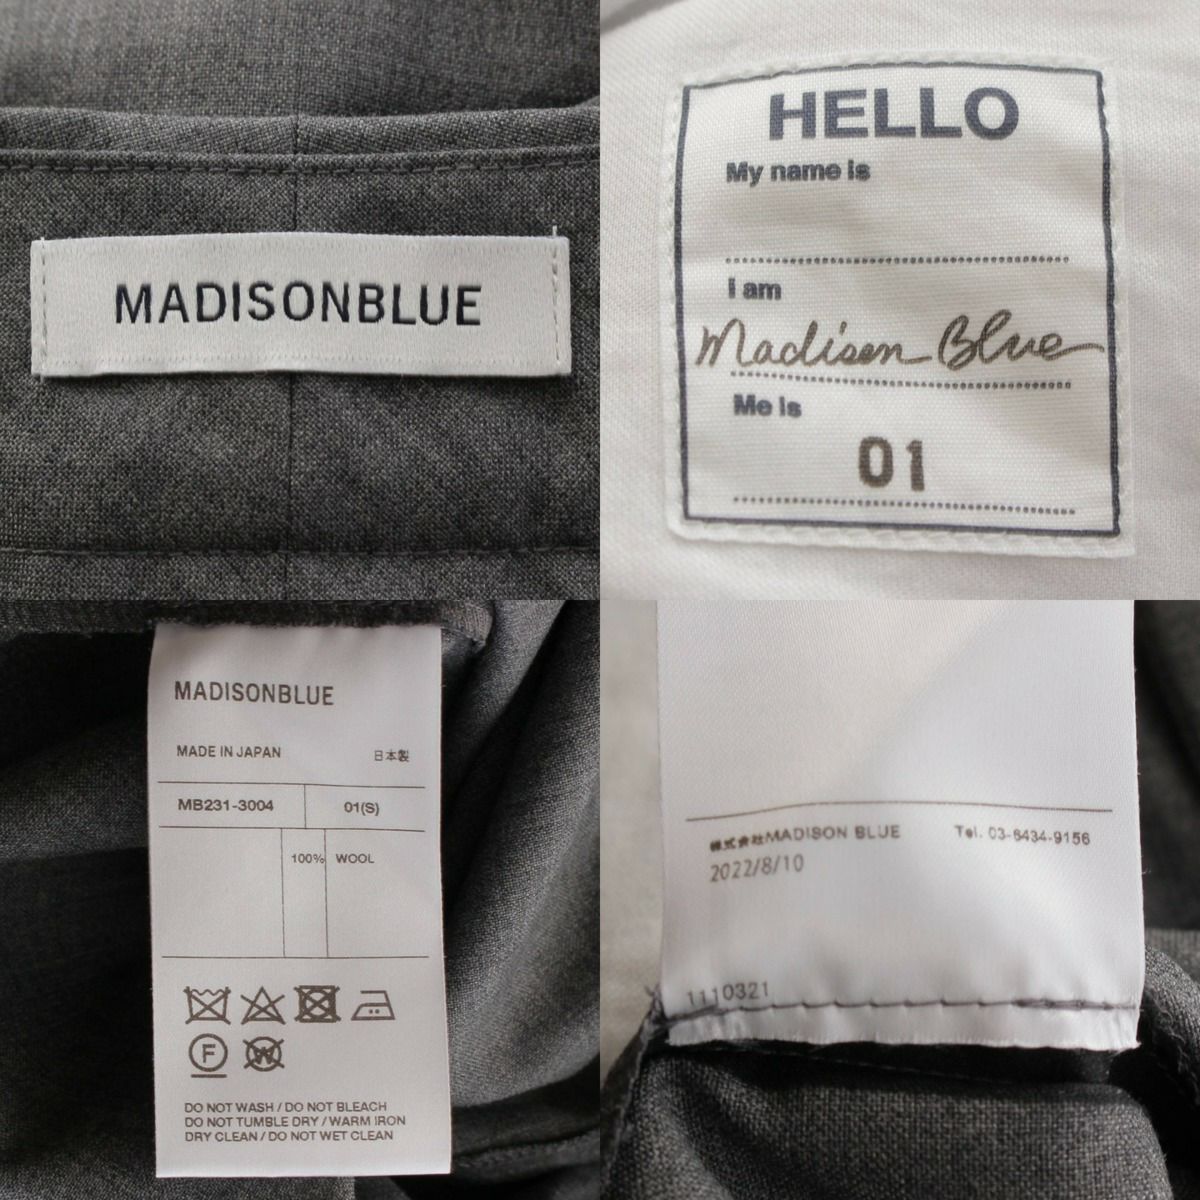 MADISONBLUE
HELLO
My name is
I am
Madison Blue
Me is
01
MADISONBLUE
MADE IN JAPAN 日本製
MB231-3004 01(S)
100% WOOL
F
W
DO NOT WASH / DO NOT BLEACH
DO NOT TUMBLE DRY / WARM IRON
DRY CLEAN / DO NOT WET CLEAN
株式会社MADISON BLUE Tel. 03-6434-9156
2022/8/10
1110321